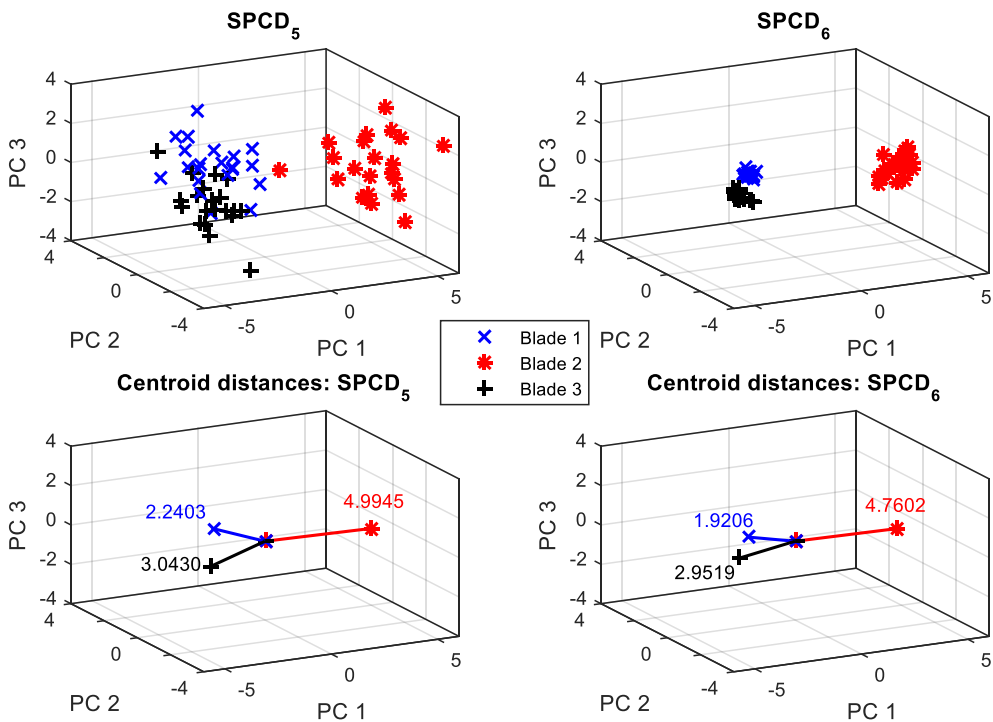 SPCD5
4
2
0
-2
-4
PC 3
4
0
-4
PC 2
-5
0
5
PC 1
SPCD6
4
2
0
-2
-4
PC 3
4
0
-4
PC 2
-5
0
5
PC 1
Blade 1
Blade 2
Blade 3
Centroid distances: SPCD5
4
2
0
-2
-4
PC 3
2.2403
4.9945
3.0430
4
0
-4
PC 2
-5
0
5
PC 1
Centroid distances: SPCD6
4
2
0
-2
-4
PC 3
1.9206
4.7602
2.9519
4
0
-4
PC 2
-5
0
5
PC 1